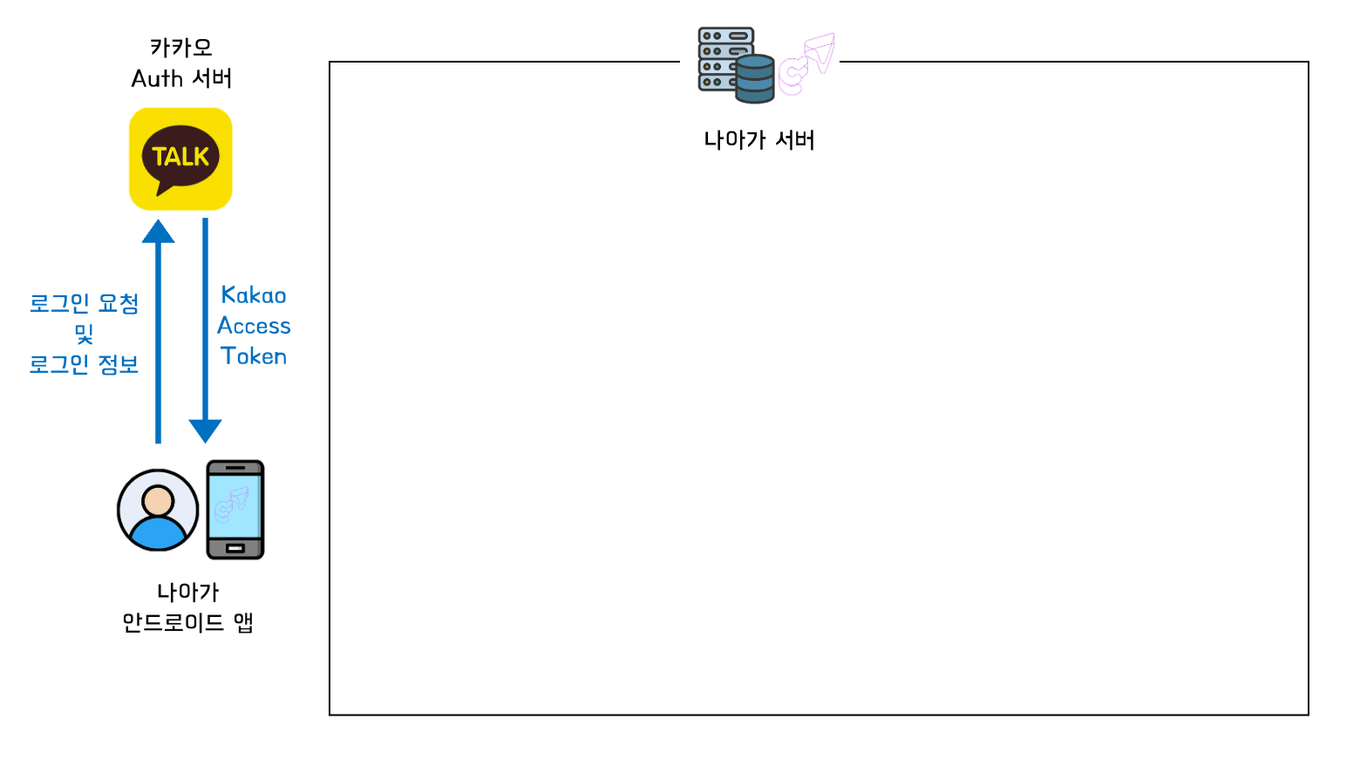 카카오
Auth 서버
TALK
로그인 요청
및
로그인 정보
Kakao
Access
Token
나아가
안드로이드 앱
나아가 서버